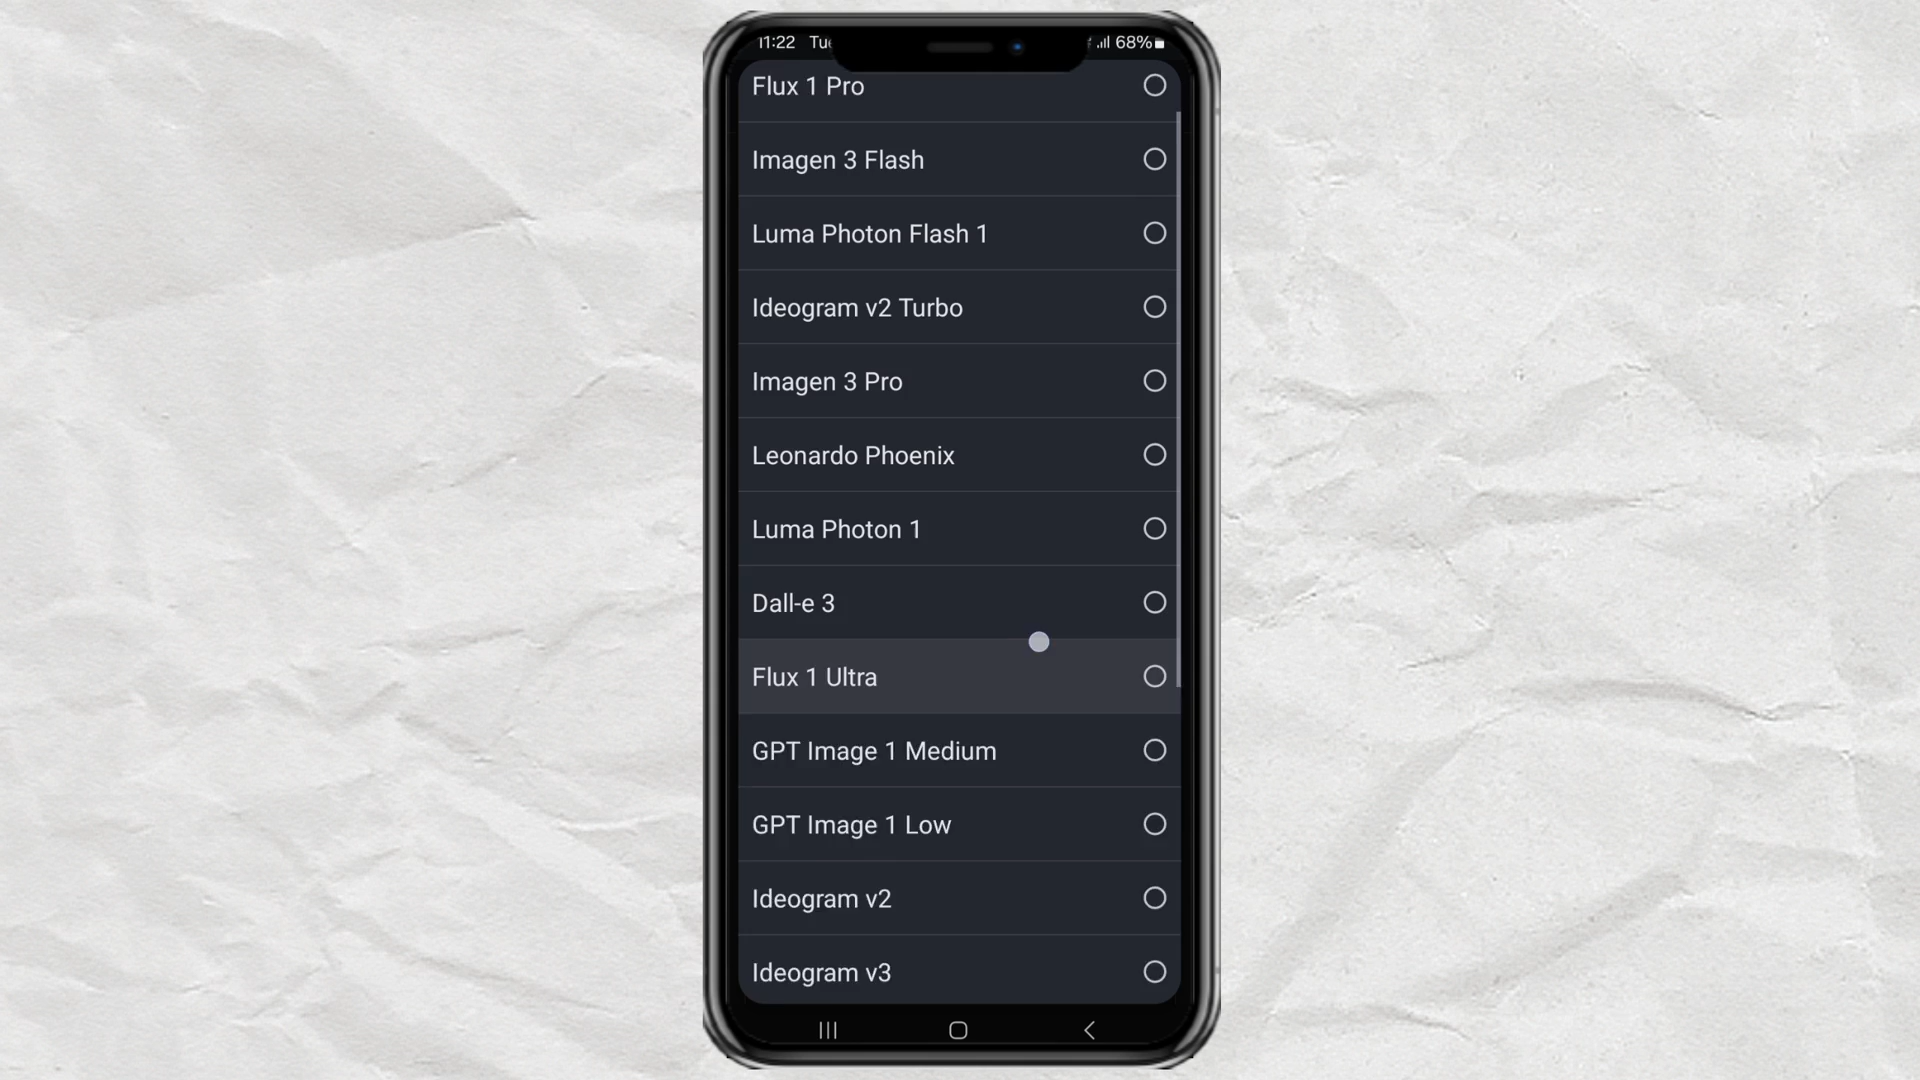 11:22 Tue 68%
Flux 1 Pro
Imagen 3 Flash
Luma Photon Flash 1
Ideogram v2 Turbo
Imagen 3 Pro
Leonardo Phoenix
Luma Photon 1
Dall-e 3
Flux 1 Ultra
GPT Image 1 Medium
GPT Image 1 Low
Ideogram v2
Ideogram v3